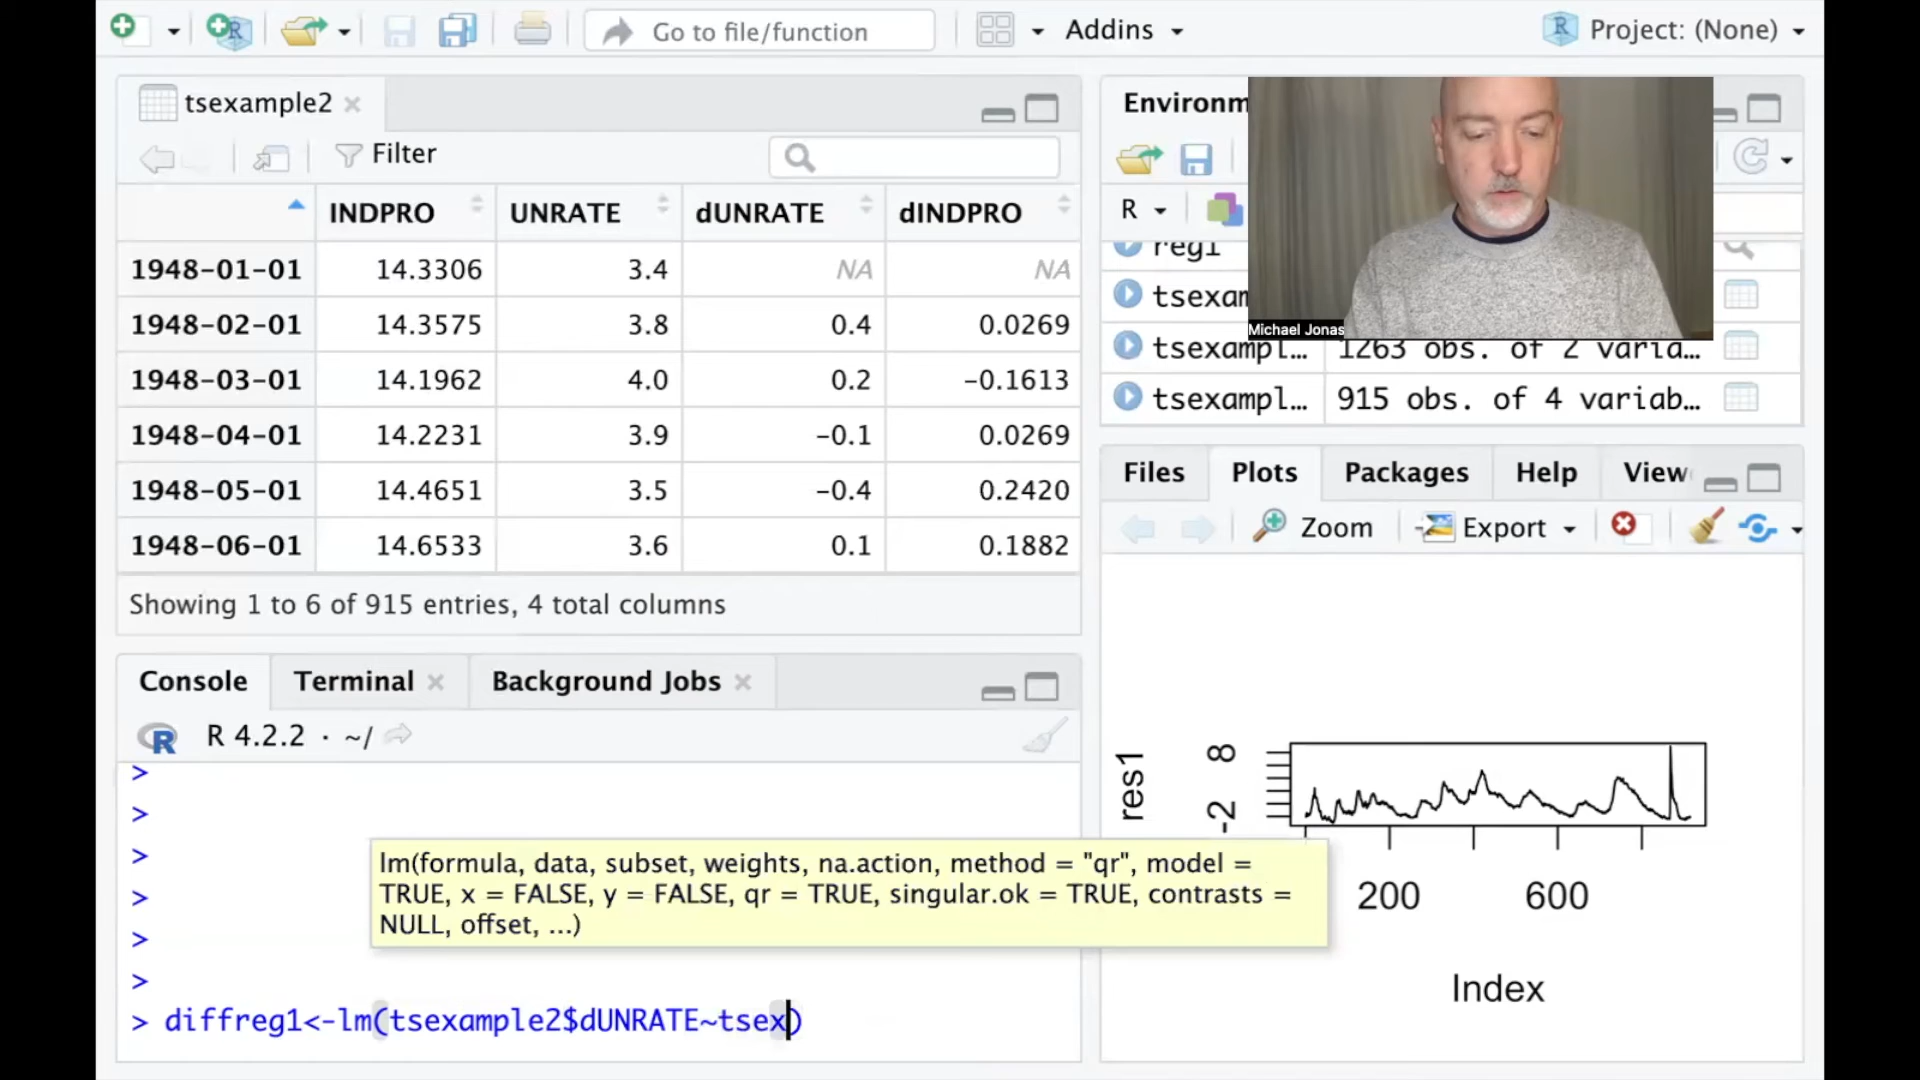 Go to file/function
Addins
Project: (None)
tsexample2
Filter
INDPRO UNRATE dUNRATE dINDPRO
1948-01-01 14.3306 3.4 NA NA
1948-02-01 14.3575 3.8 0.4 0.0269
1948-03-01 14.1962 4.0 0.2 -0.1613
1948-04-01 14.2231 3.9 -0.1 0.0269
1948-05-01 14.4651 3.5 -0.4 0.2420
1948-06-01 14.6533 3.6 0.1 0.1882
Showing 1 to 6 of 915 entries, 4 total columns
Console Terminal Background Jobs
R 4.2.2 · ~/
>
>
>
>
>
>
> diffreg1<-lm(tsexample2$dUNRATE~tsex)
lm(formula, data, subset, weights, na.action, method = "qr", model =
TRUE, x = FALSE, y = FALSE, qr = TRUE, singular.ok = TRUE, contrasts =
NULL, offset, ...)
Environm
R
reg1
tsexam
tsexampl... 1263 obs. of 2 varia...
tsexampl... 915 obs. of 4 variab...
Michael Jonas
Files Plots Packages Help View
Zoom Export
res1
8
-2
200 600
Index